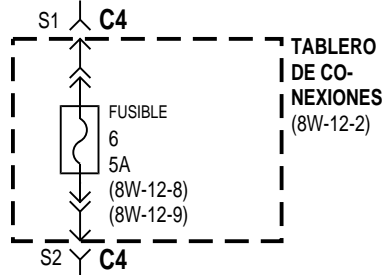 S1 C4
TABLERO
DE CO-
NEXIONES
(8W-12-2)
FUSIBLE
6
5A
(8W-12-8)
(8W-12-9)
S2 C4